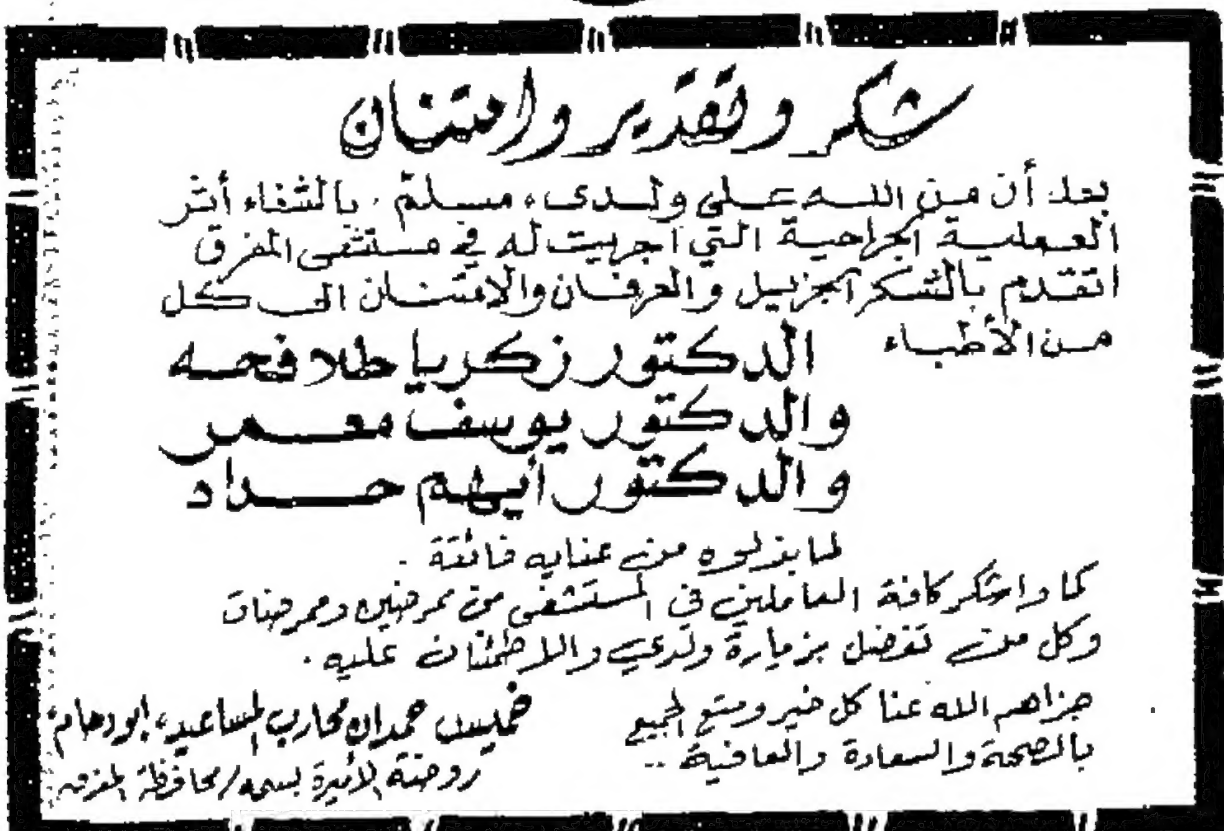 شكر وتقدير وامتنان
بعد أن من الله على ولدي، مسلم، بالشفاء أثر
العملية الجراحية التي اجريت له في مستشفى المفرق
اتقدم بالشكر الجزيل والعرفان والامتنان الى كل
من الأطباء
الدكتور زكريا طلافحه
والدكتور يوسف معمر
والدكتور أيهم حداد
لما بذلوه من عنايه فائقة .
كما واشكر كافة العاملين في المستشفى من ممرضين وممرضات
وكل من تفضل بزيارة ولدي والاطمئنان عليه .
جزاهم الله عنا كل خير ومتع الجميع
بالصحة والسعادة والعافية ..
خميس حمدان محارب المساعيد، ابو دحام،
روضة الأميرة بسمه / محافظة المفرق